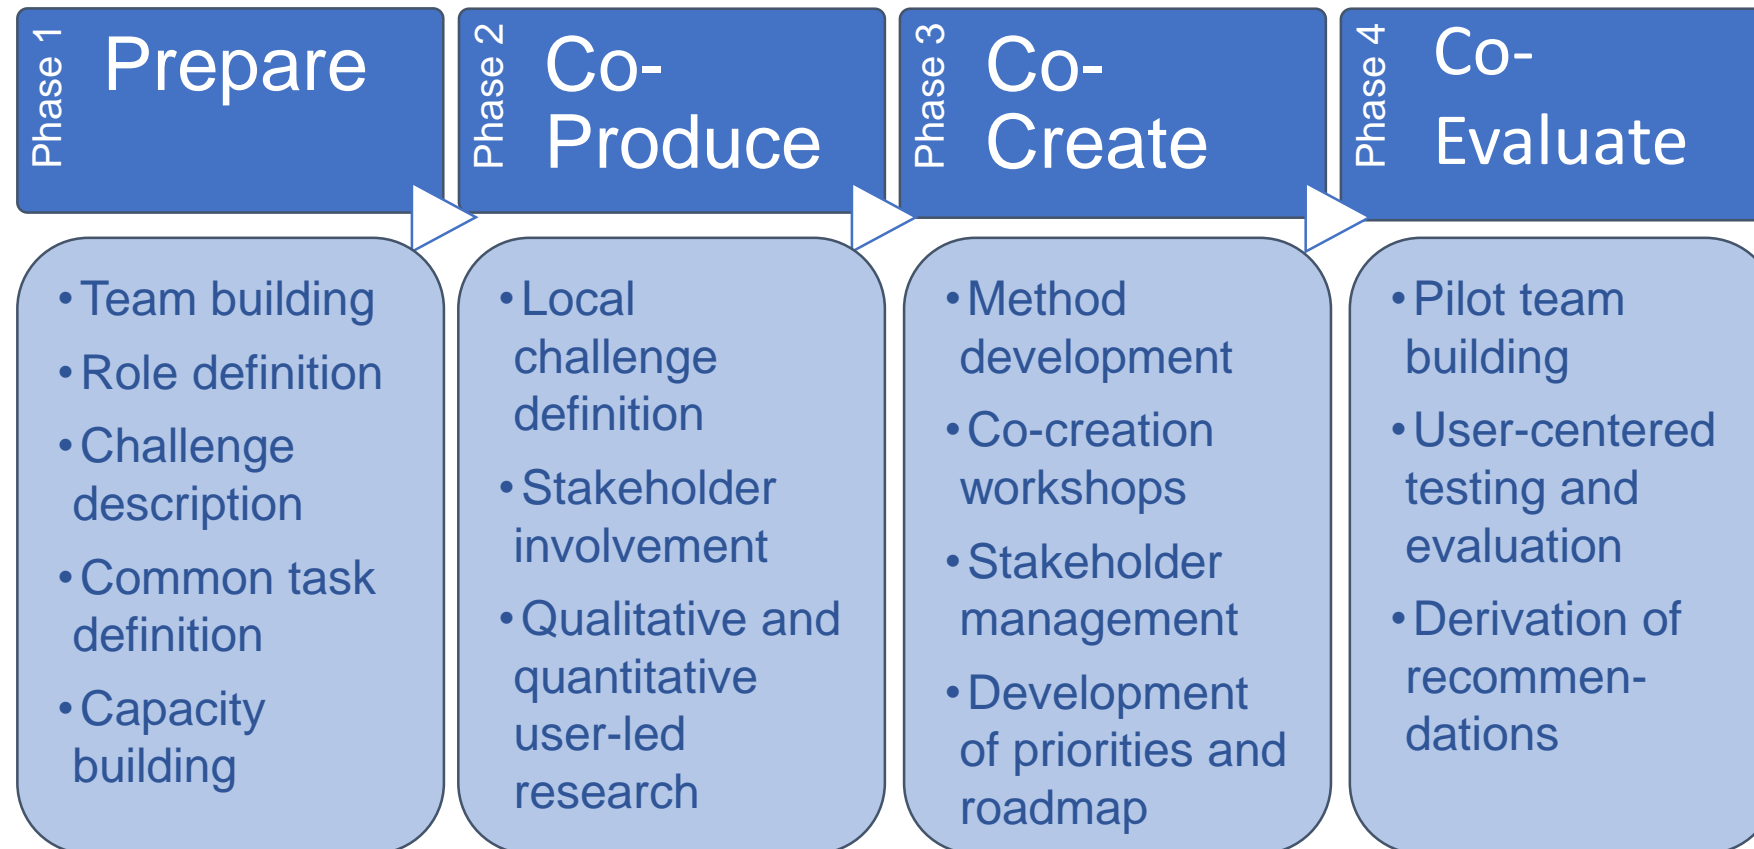 Phase 1
Prepare
• Team building
• Role definition
• Challenge
description
• Common task
definition
• Capacity
building
Phase 2
Co-
Produce
• Local
challenge
definition
• Stakeholder
involvement
• Qualitative and
quantitative
user-led
research
Phase 3
Co-
Create
• Method
development
• Co-creation
workshops
• Stakeholder
management
• Development
of priorities and
roadmap
Phase 4
Co-
Evaluate
• Pilot team
building
• User-centered
testing and
evaluation
• Derivation of
recommen-
dations